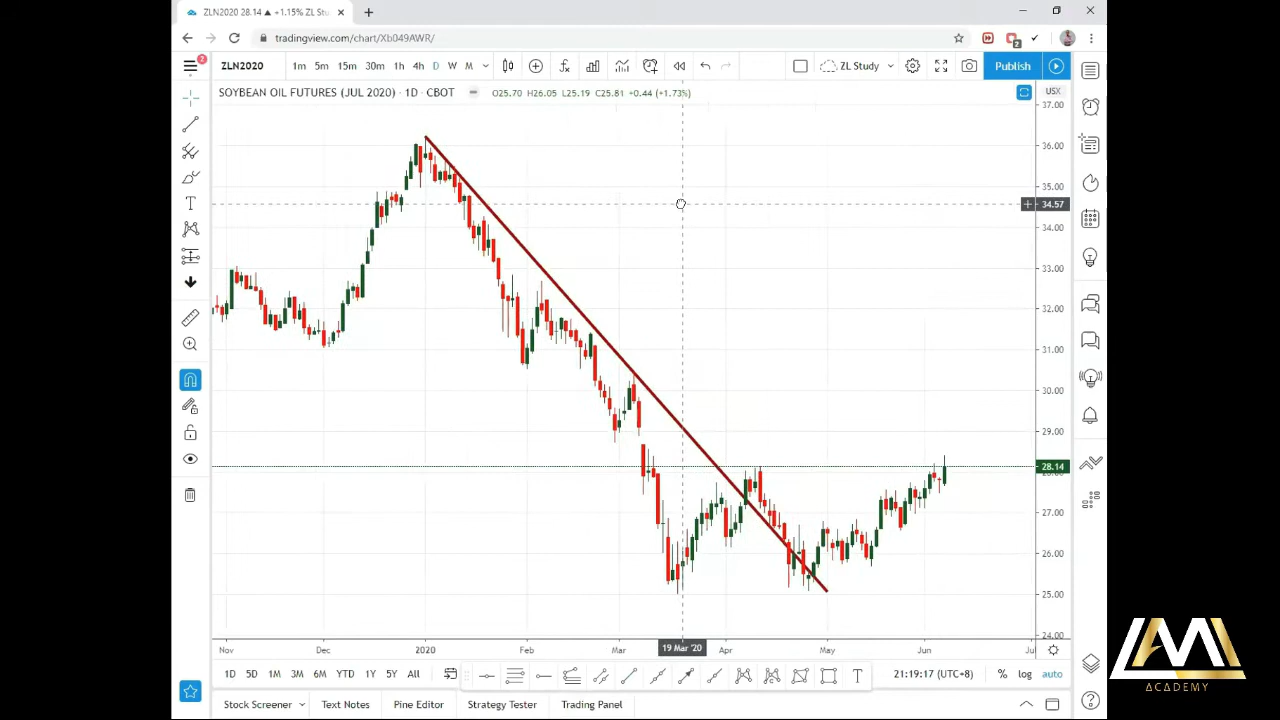 ZLN2020 28.14 ▲ +1.15% ZL Stu
tradingview.com/chart/Xb049AWR/
2
ZLN2020 1m 5m 15m 30m 1h 4h D W M ZL Study Publish
2
SOYBEAN OIL FUTURES (JUL 2020) · 1D · CBOT O25.70 H26.05 L25.19 C25.81 +0.44 (+1.73%) USX
37.00
36.00
35.00
34.57
34.00
33.00
32.00
31.00
30.00
29.00
28.14
27.00
26.00
25.00
24.00
Nov Dec 2020 Feb Mar 19 Mar '20 Apr May Jun Jul
1D 5D 1M 3M 6M YTD 1Y 5Y All T 21:19:17 (UTC+8) % log auto
Stock Screener Text Notes Pine Editor Strategy Tester Trading Panel
ACADEMY